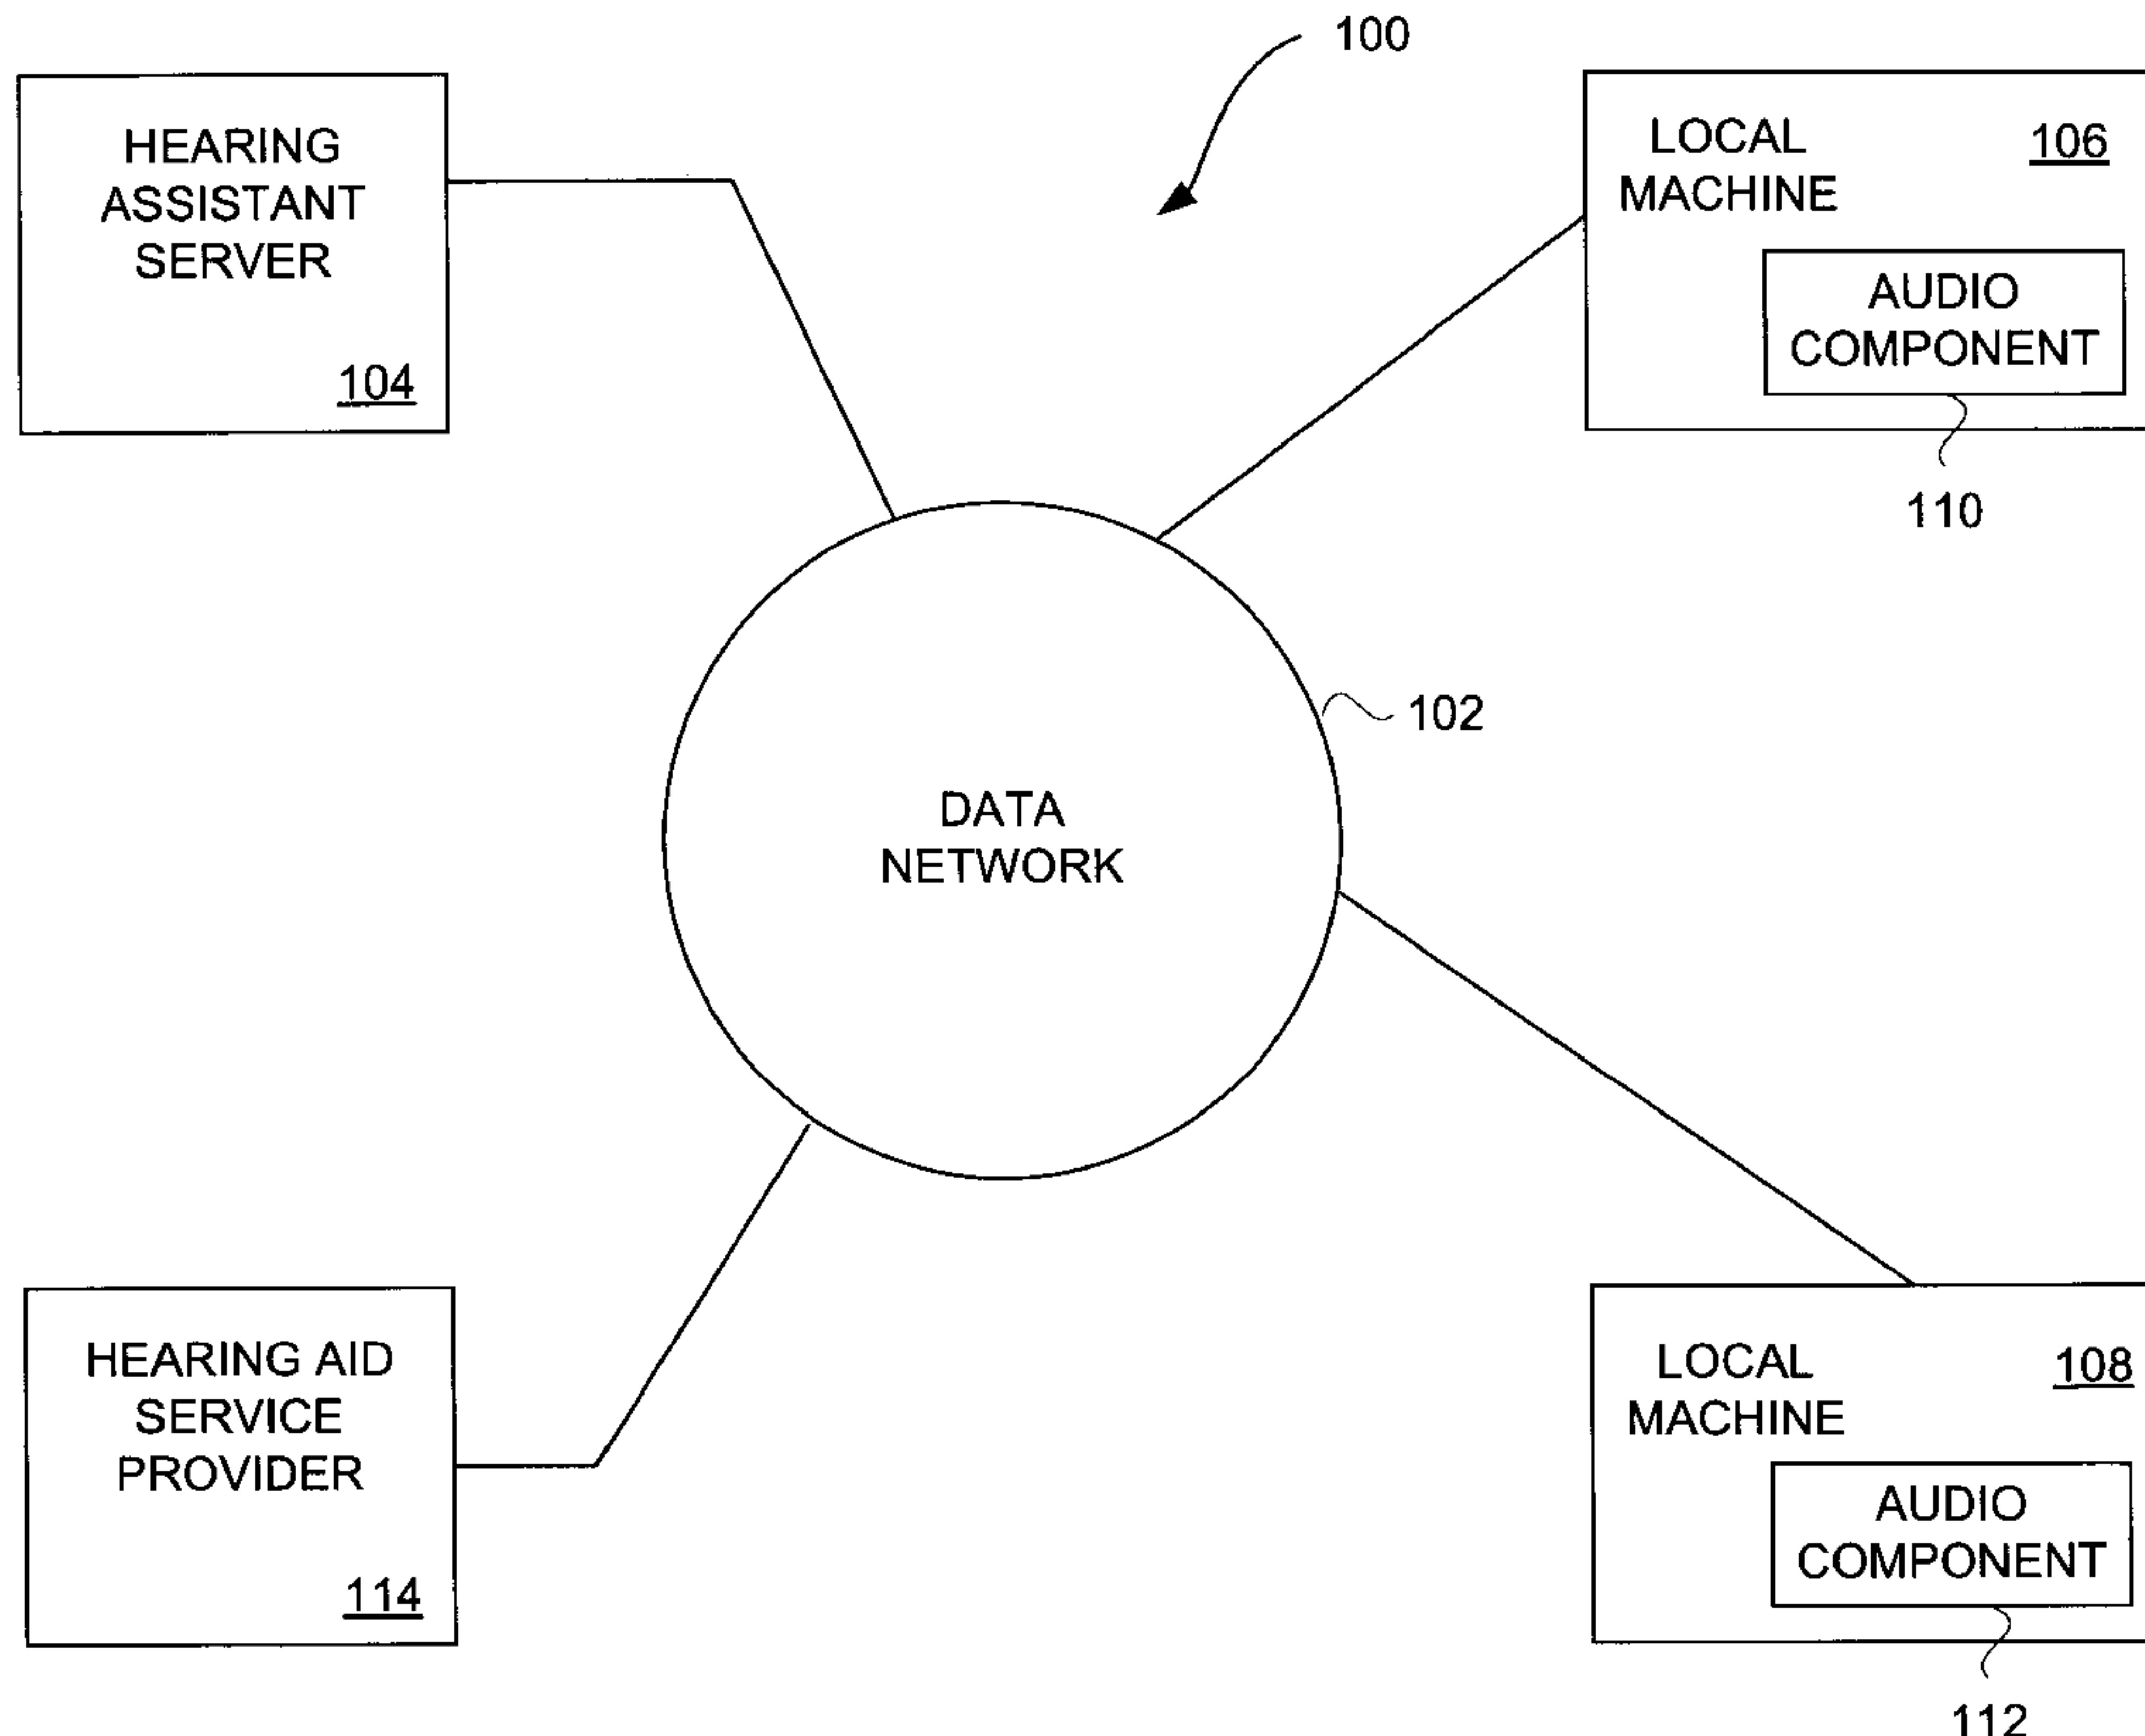 100
HEARING
ASSISTANT
SERVER
104
LOCAL
MACHINE
106
AUDIO
COMPONENT
110
102
DATA
NETWORK
HEARING AID
SERVICE
PROVIDER
114
LOCAL
MACHINE
108
AUDIO
COMPONENT
112